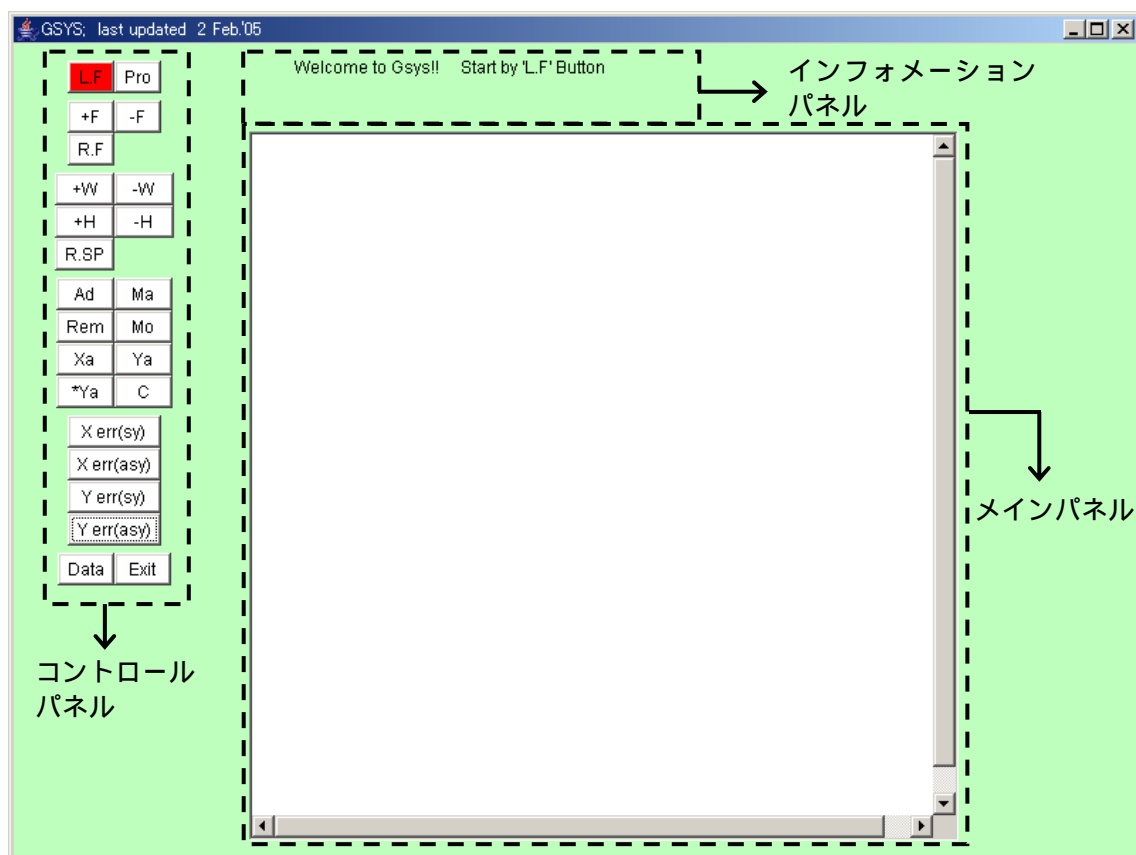 GSYS; last updated 2 Feb.'05
Welcome to Gsys!! Start by 'L.F' Button
インフォメーション
パネル
L.F Pro
+F -F
R.F
+W -W
+H -H
R.SP
Ad Ma
Rem Mo
Xa Ya
*Ya C
X err(sy)
X err(asy)
Y err(sy)
Y err(asy)
Data Exit
コントロール
パネル
メインパネル